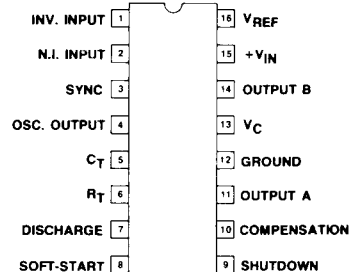 INV. INPUT 1 16 VREF
N.I. INPUT 2 15 +VIN
SYNC 3 14 OUTPUT B
OSC. OUTPUT 4 13 VC
CT 5 12 GROUND
RT 6 11 OUTPUT A
DISCHARGE 7 10 COMPENSATION
SOFT-START 8 9 SHUTDOWN